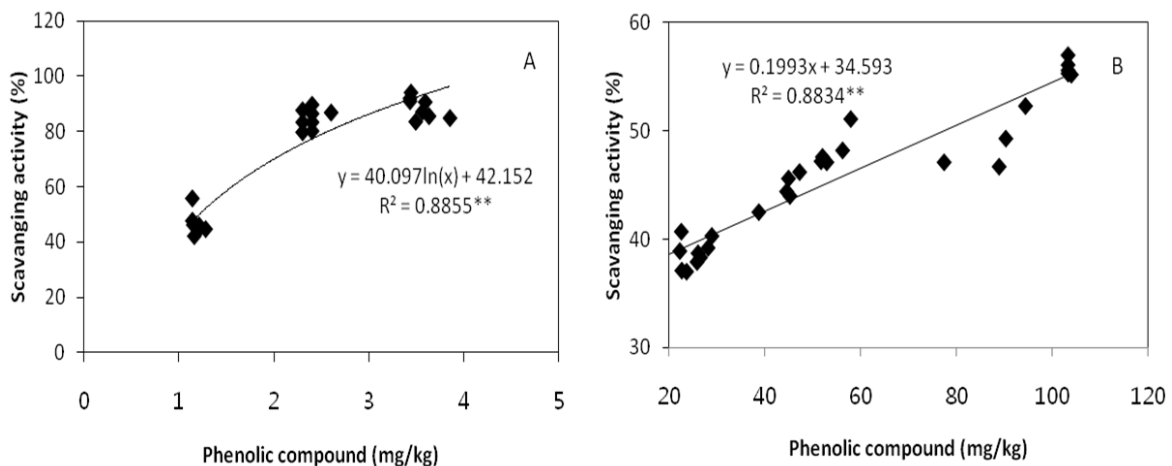 Scavanging activity (%)
120
100
80
60
40
20
0
A
y = 40.097ln(x) + 42.152
R² = 0.8855**
0 1 2 3 4 5
Phenolic compound (mg/kg)
Scavanging activity (%)
60
50
40
30
y = 0.1993x + 34.593
R² = 0.8834**
B
20 40 60 80 100 120
Phenolic compound (mg/kg)